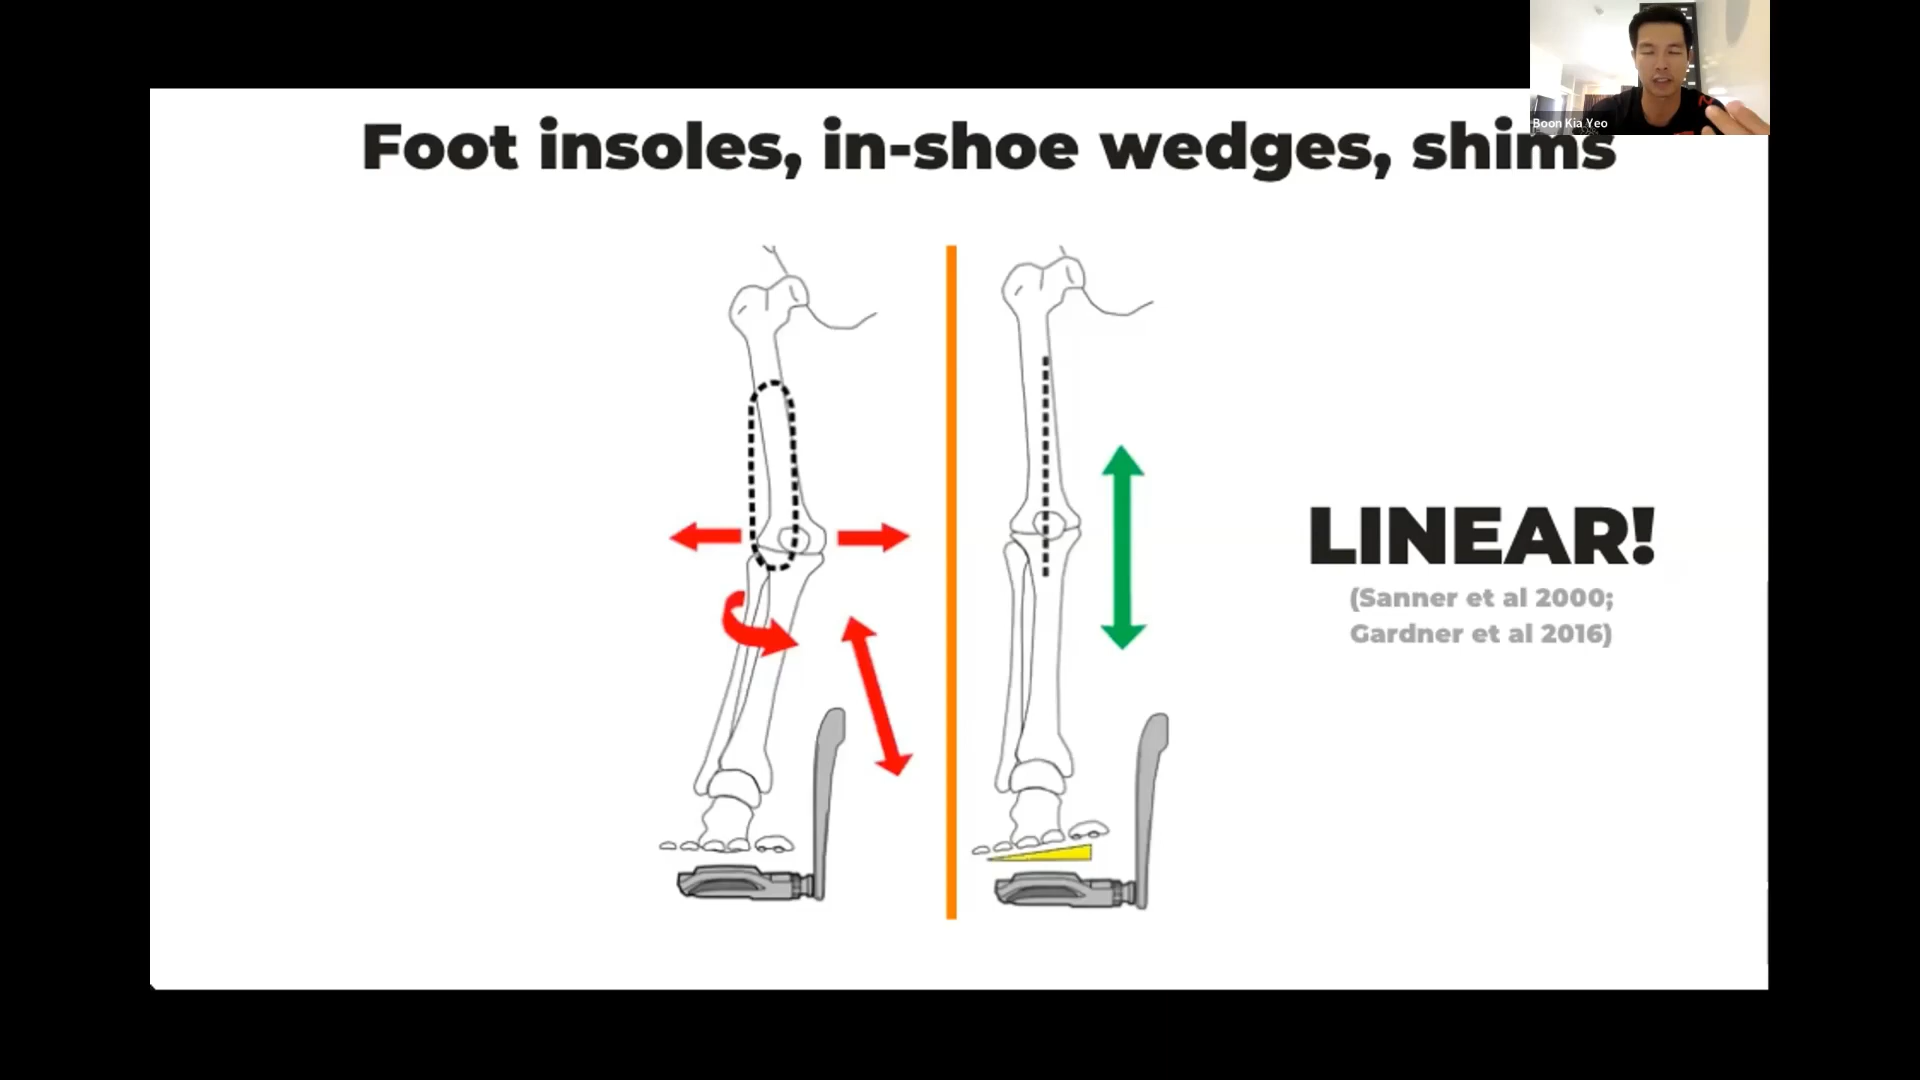 Boon Kia Yeo
Foot insoles, in-shoe wedges, shims
LINEAR!
(Sanner et al 2000;
Gardner et al 2016)